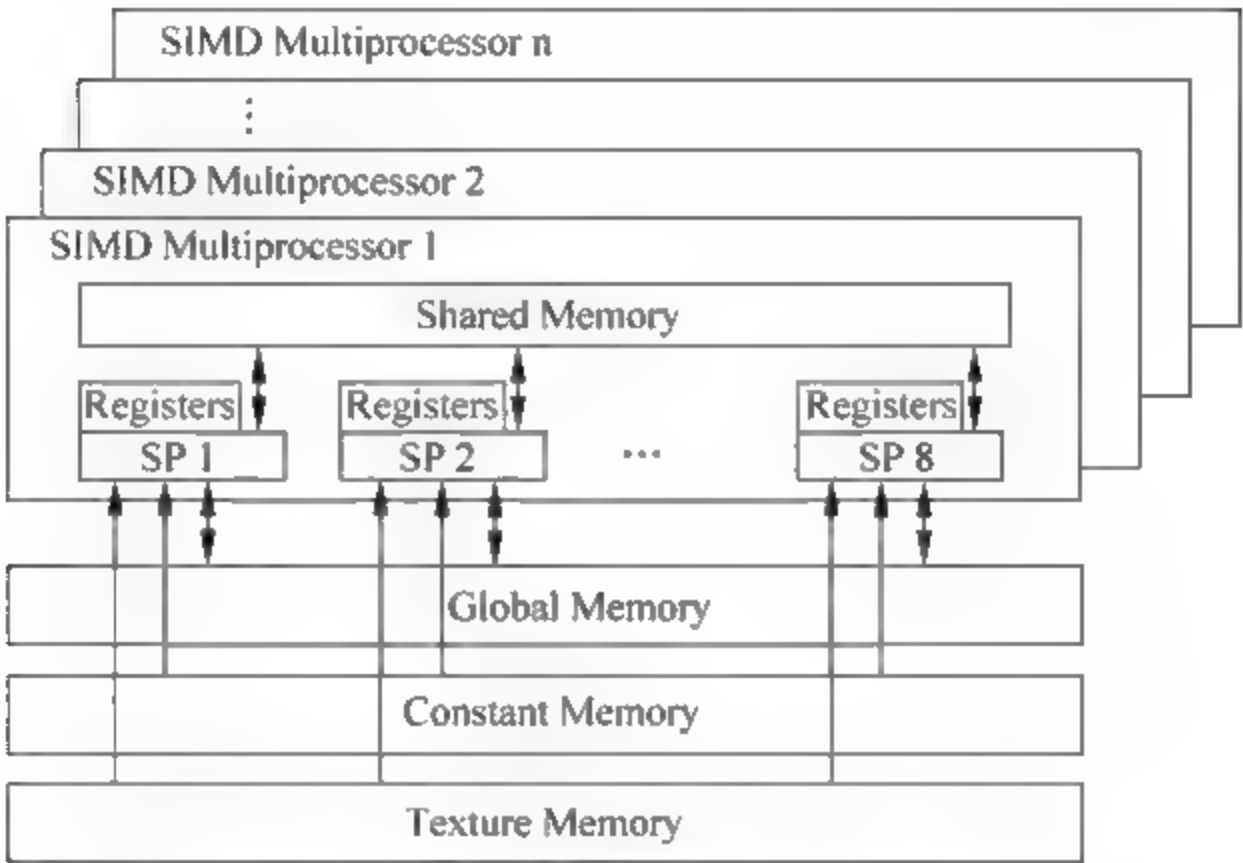 SIMD Multiprocessor n
⋮
SIMD Multiprocessor 2
SIMD Multiprocessor 1
Shared Memory
Registers Registers Registers
SP 1 SP 2 ... SP 8
Global Memory
Constant Memory
Texture Memory